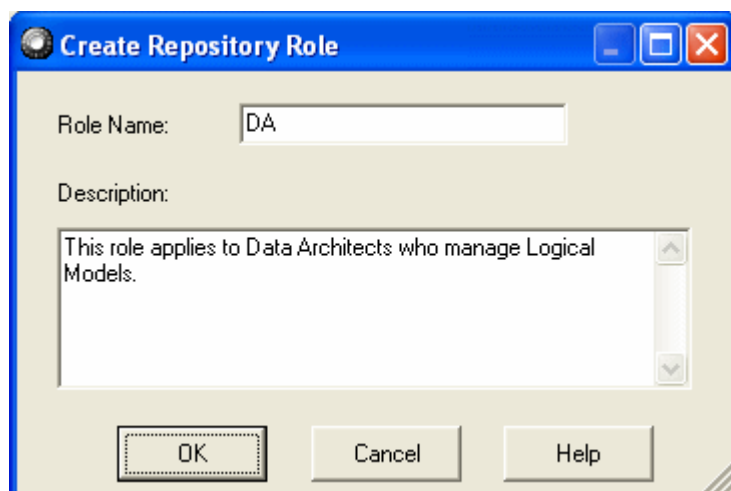 Create Repository Role
Role Name: DA
Description:
This role applies to Data Architects who manage Logical
Models.
OK Cancel Help